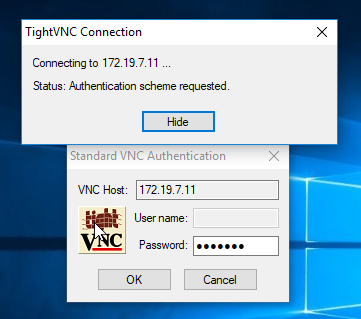 TightVNC Connection
Connecting to 172.19.7.11 ...
Status: Authentication scheme requested.
Hide
Standard VNC Authentication
VNC Host: 172.19.7.11
tight
VNC
User name:
Password: •••••••
OK Cancel